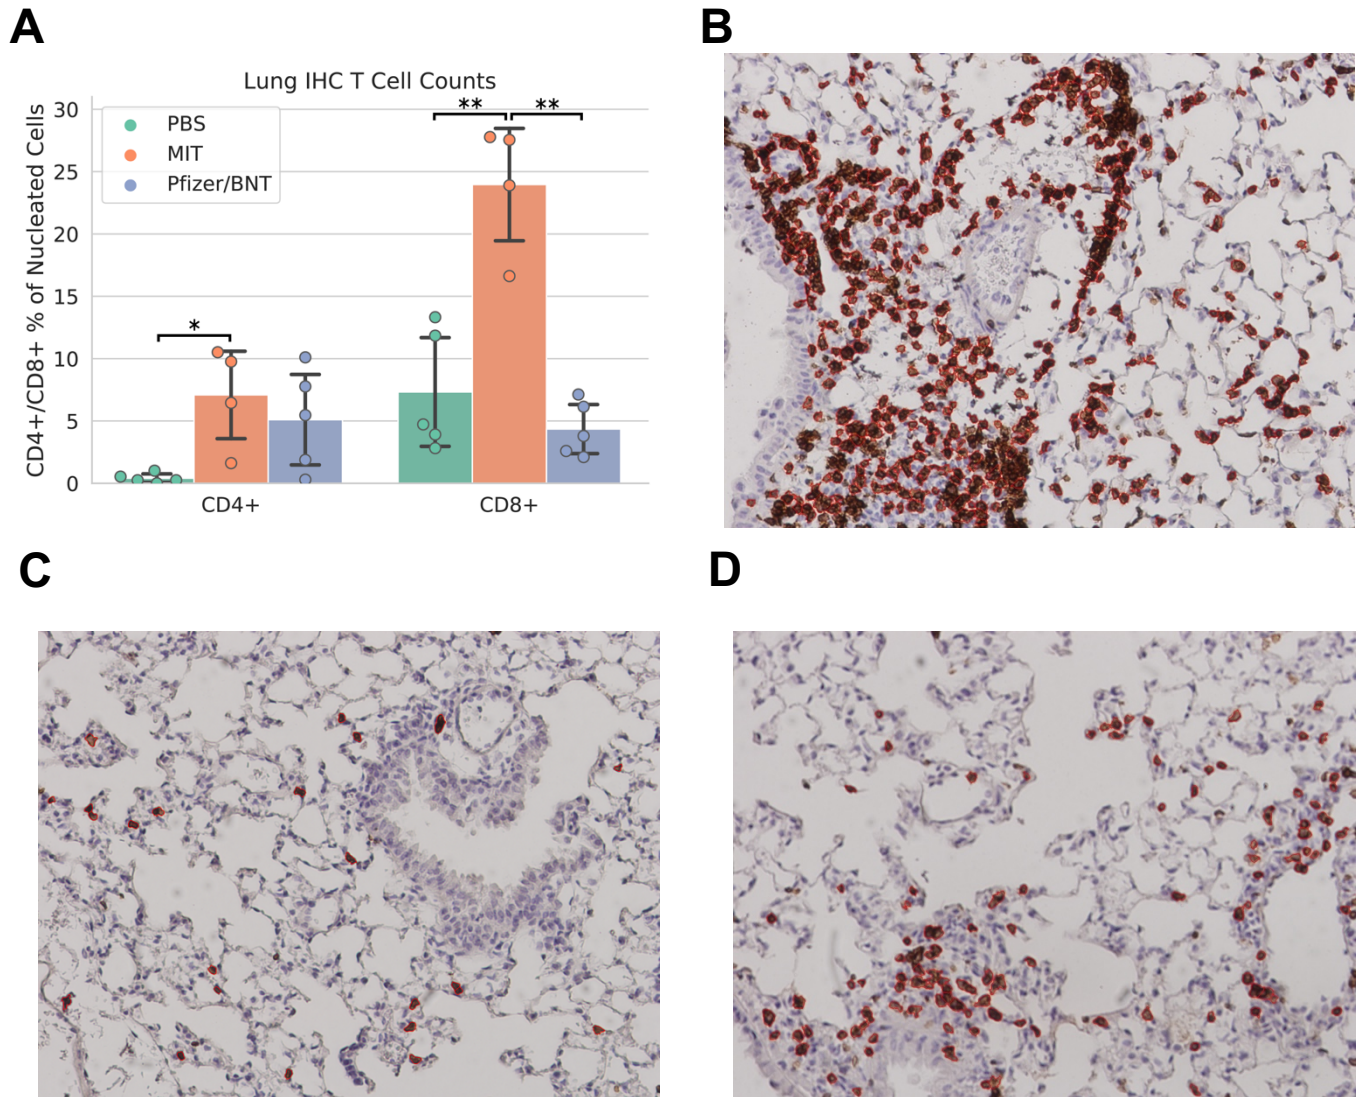 A
B
Lung IHC T Cell Counts
CD4+/CD8+ % of Nucleated Cells
30
25
20
15
10
5
0
PBS
MIT
Pfizer/BNT
*
**
**
CD4+
CD8+
C
D